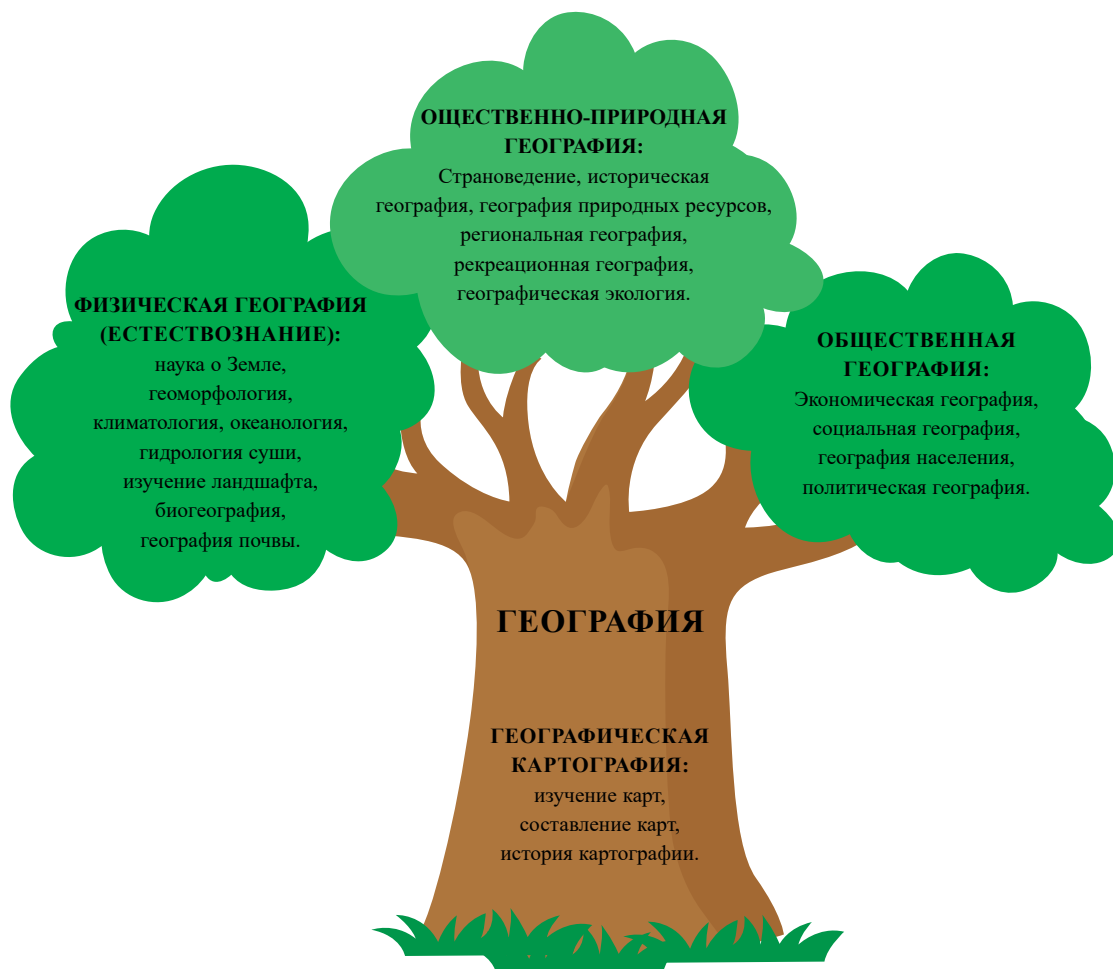 ОЩЕСТВЕННО-ПРИРОДНАЯ
ГЕОГРАФИЯ:
Страноведение, историческая
география, география природных ресурсов,
региональная география,
рекреационная география,
географическая экология.
ФИЗИЧЕСКАЯ ГЕОГРАФИЯ
(ЕСТЕСТВОЗНАНИЕ):
наука о Земле,
геоморфология,
климатология, океанология,
гидрология суши,
изучение ландшафта,
биогеография,
география почвы.
ОБЩЕСТВЕННАЯ
ГЕОГРАФИЯ:
Экономическая география,
социальная география,
география населения,
политическая география.
ГЕОГРАФИЯ
ГЕОГРАФИЧЕСКАЯ
КАРТОГРАФИЯ:
изучение карт,
составление карт,
история картографии.